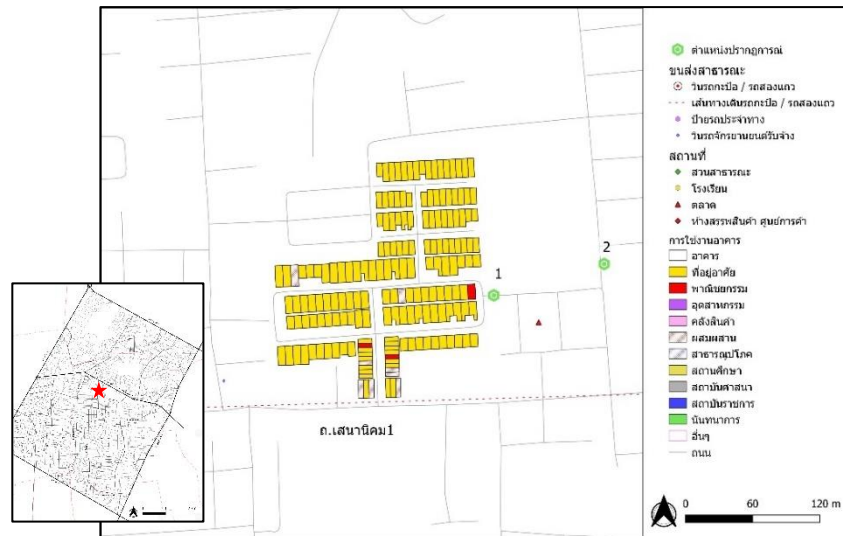 ตำแหน่งปรากฏการณ์
ขนส่งสาธารณะ
วินรถกะป๊อ / รถสองแถว
เส้นทางเดินรถกะป๊อ / รถสองแถว
ป้ายรถประจำทาง
วินรถจักรยานยนต์รับจ้าง
สถานที่
สวนสาธารณะ
โรงเรียน
ตลาด
ห้างสรรพสินค้า ศูนย์การค้า
การใช้งานอาคาร
อาคาร
ที่อยู่อาศัย
พาณิชยกรรม
อุตสาหกรรม
คลังสินค้า
ผสมผสาน
สาธารณูปโภค
สถานศึกษา
สถาบันศาสนา
สถาบันราชการ
นันทนาการ
อื่นๆ
ถนน
1
2
ถ.เสนานิคม1
0 60 120 m